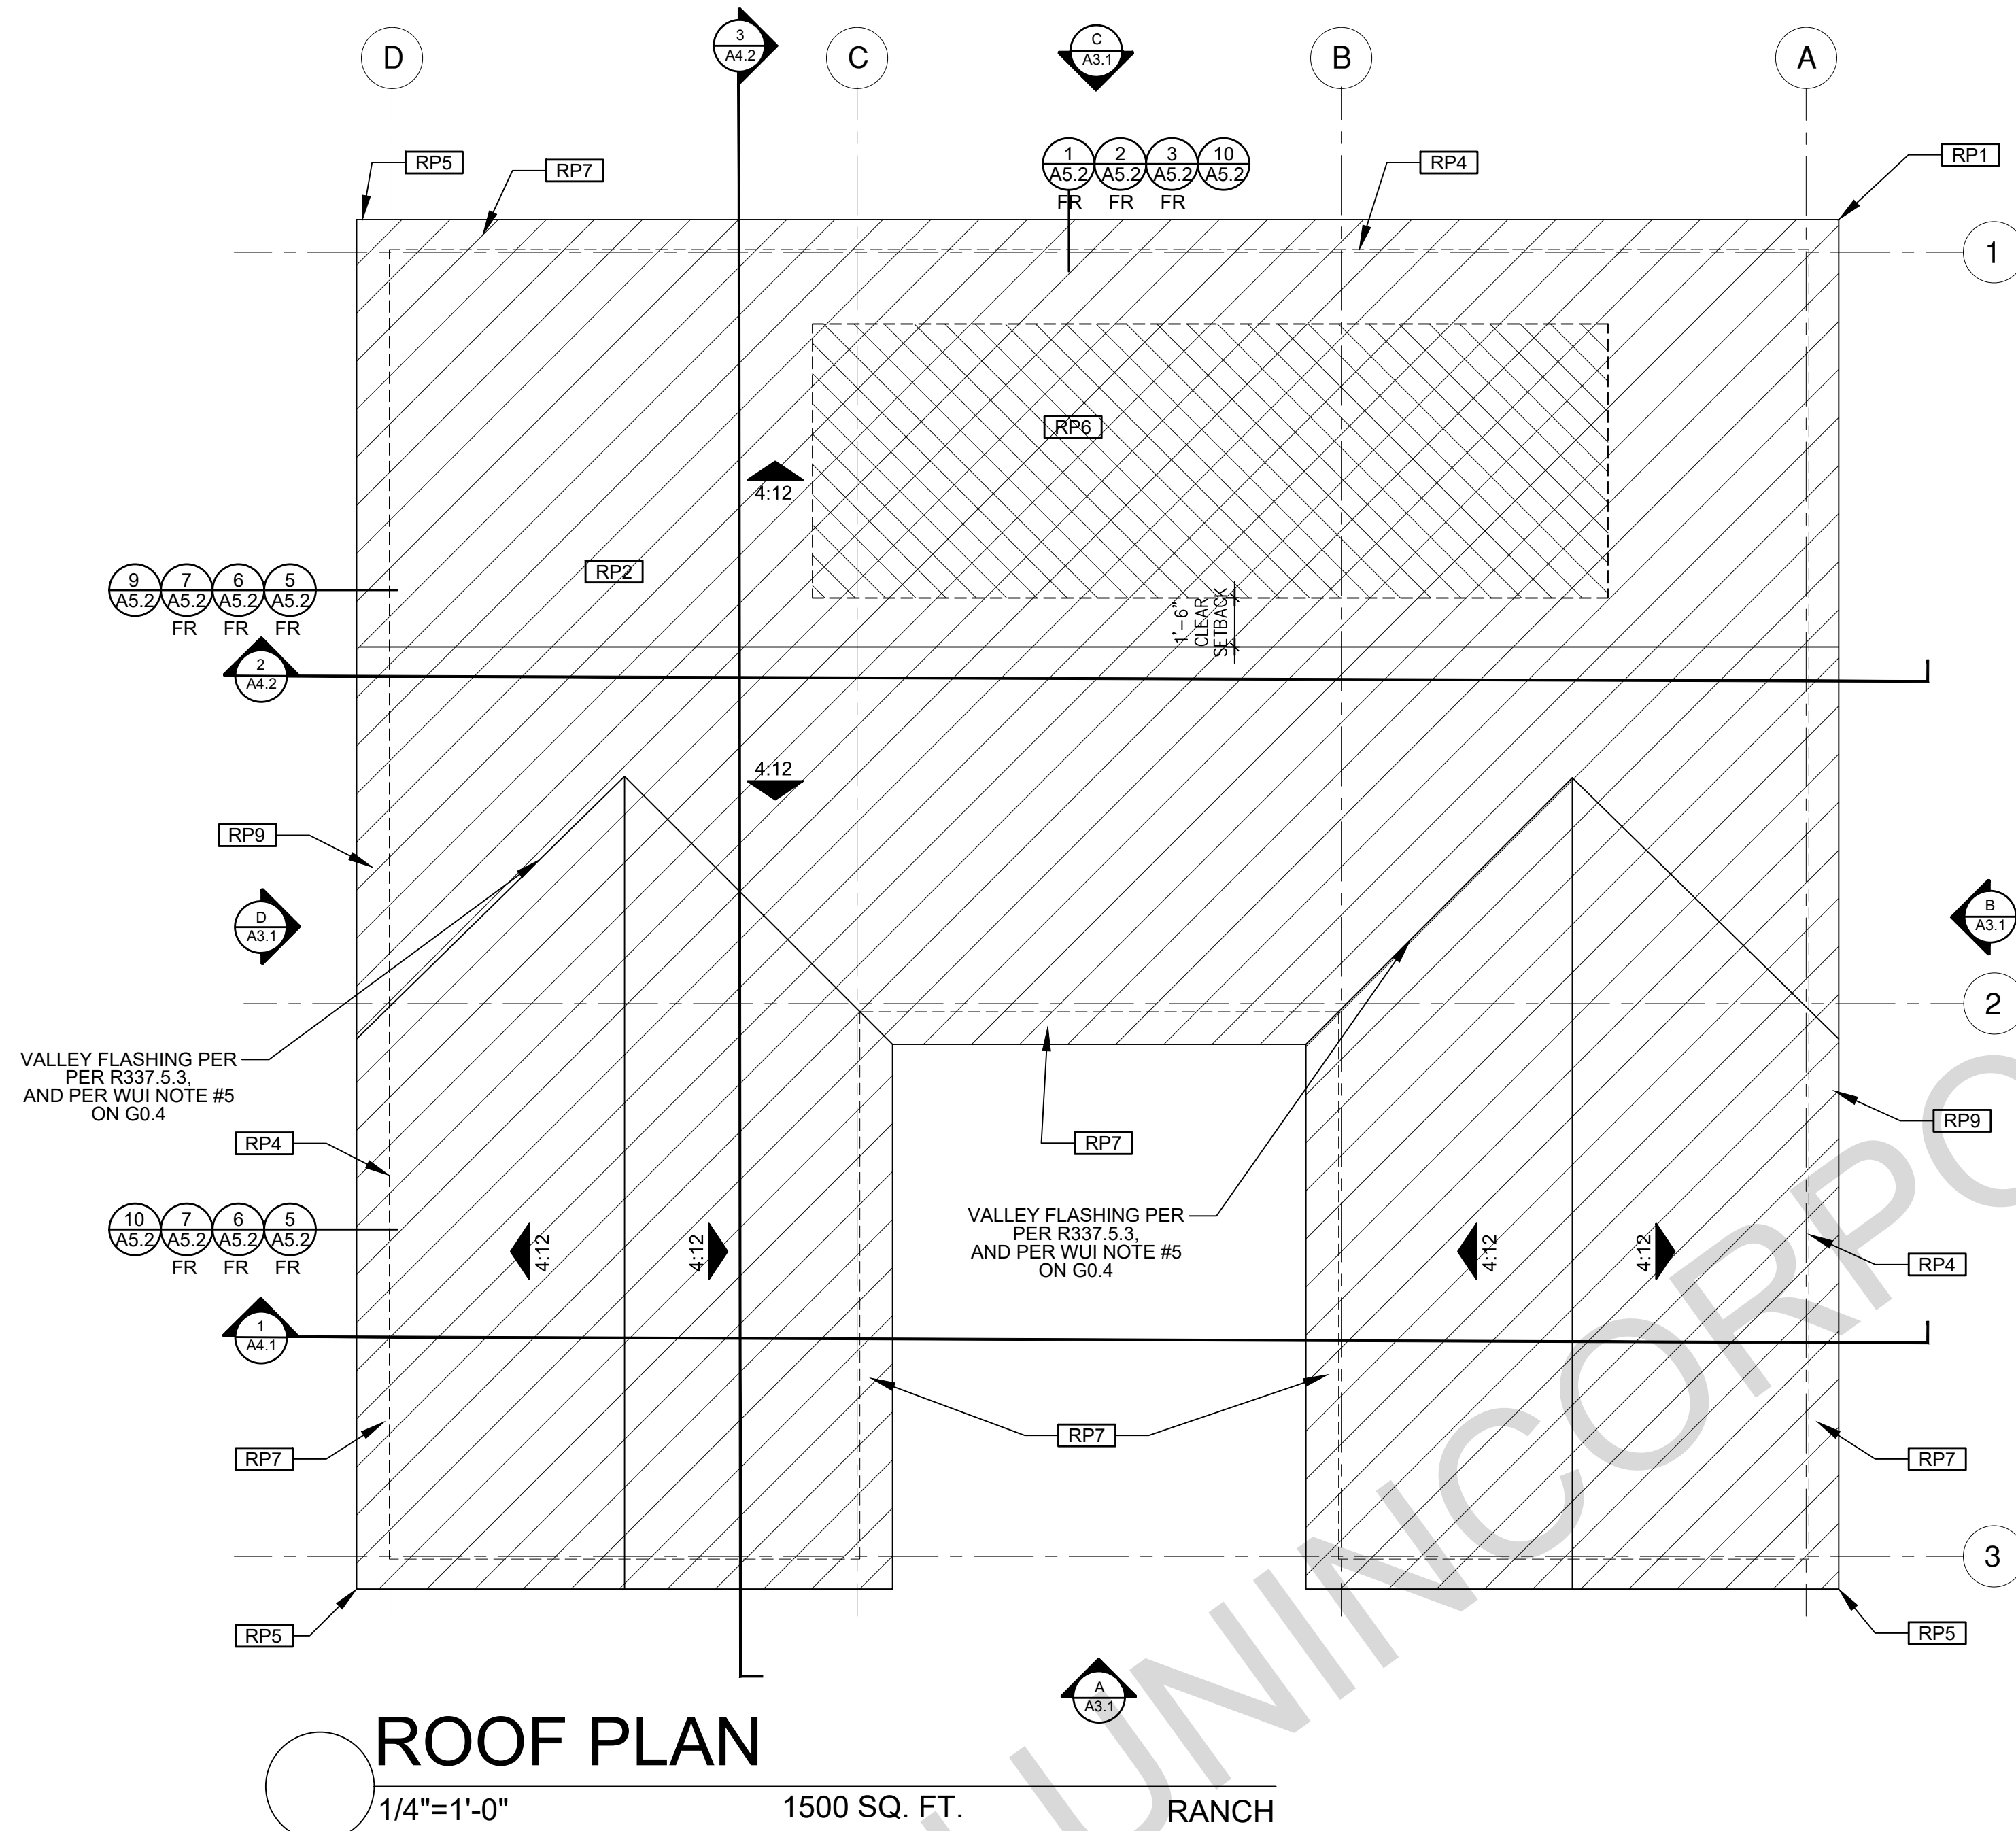 D
3
A4.2
C
C
A3.1
B
A
RP5
RP7
1
A5.2
FR
2
A5.2
FR
3
A5.2
FR
10
A5.2
RP4
RP1
1
RP6
4:12
RP2
9
A5.2
7
A5.2
FR
6
A5.2
FR
5
A5.2
FR
1'-6"
CLEAR
SETBACK
2
A4.2
4:12
RP9
D
A3.1
B
A3.1
2
VALLEY FLASHING PER
PER R337.5.3,
AND PER WUI NOTE #5
ON G0.4
RP4
RP7
RP9
10
A5.2
7
A5.2
FR
6
A5.2
FR
5
A5.2
FR
4:12
4:12
VALLEY FLASHING PER
PER R337.5.3,
AND PER WUI NOTE #5
ON G0.4
4:12
4:12
RP4
1
A4.1
RP7
RP7
RP7
3
RP5
RP5
A
A3.1
ROOF PLAN
1/4"=1'-0"
1500 SQ. FT.
RANCH
UNINCORPO